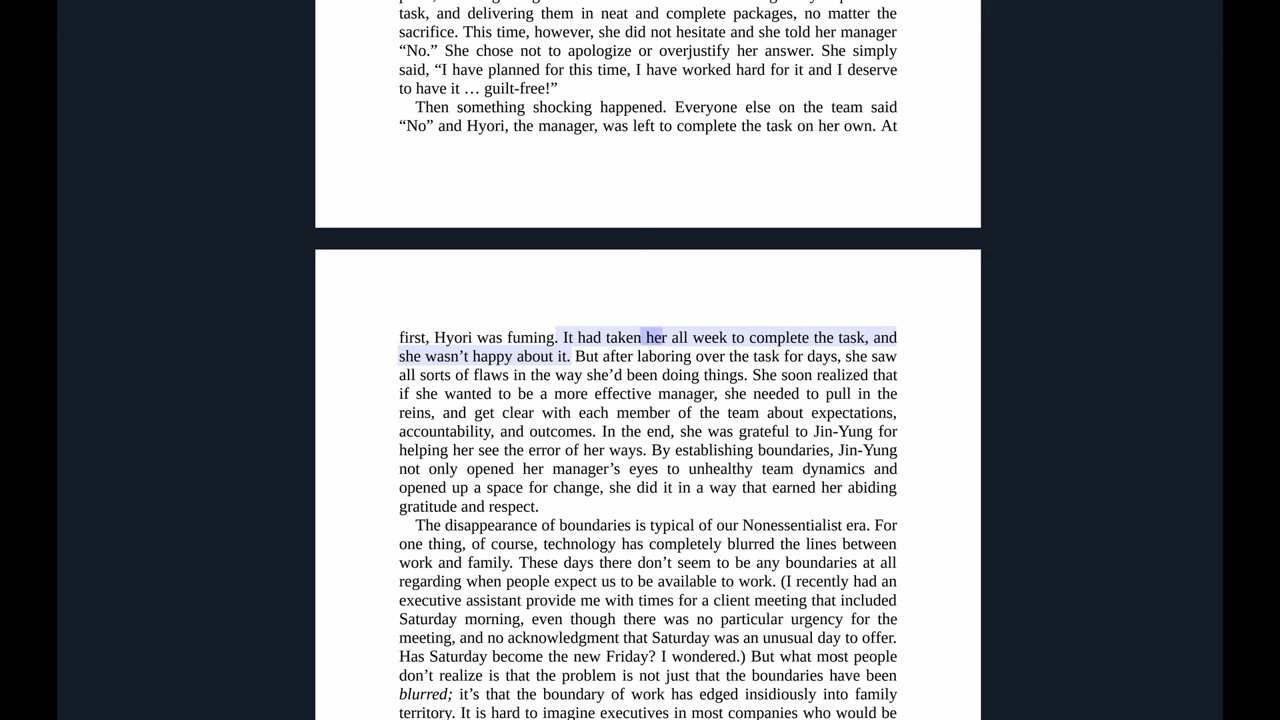 task, and delivering them in neat and complete packages, no matter the
sacrifice. This time, however, she did not hesitate and she told her manager
“No.” She chose not to apologize or overjustify her answer. She simply
said, “I have planned for this time, I have worked hard for it and I deserve
to have it … guilt-free!”
Then something shocking happened. Everyone else on the team said
“No” and Hyori, the manager, was left to complete the task on her own. At
first, Hyori was fuming. It had taken her all week to complete the task, and
she wasn’t happy about it. But after laboring over the task for days, she saw
all sorts of flaws in the way she’d been doing things. She soon realized that
if she wanted to be a more effective manager, she needed to pull in the
reins, and get clear with each member of the team about expectations,
accountability, and outcomes. In the end, she was grateful to Jin-Yung for
helping her see the error of her ways. By establishing boundaries, Jin-Yung
not only opened her manager’s eyes to unhealthy team dynamics and
opened up a space for change, she did it in a way that earned her abiding
gratitude and respect.
The disappearance of boundaries is typical of our Nonessentialist era. For
one thing, of course, technology has completely blurred the lines between
work and family. These days there don’t seem to be any boundaries at all
regarding when people expect us to be available to work. (I recently had an
executive assistant provide me with times for a client meeting that included
Saturday morning, even though there was no particular urgency for the
meeting, and no acknowledgment that Saturday was an unusual day to offer.
Has Saturday become the new Friday? I wondered.) But what most people
don’t realize is that the problem is not just that the boundaries have been
blurred; it’s that the boundary of work has edged insidiously into family
territory. It is hard to imagine executives in most companies who would be